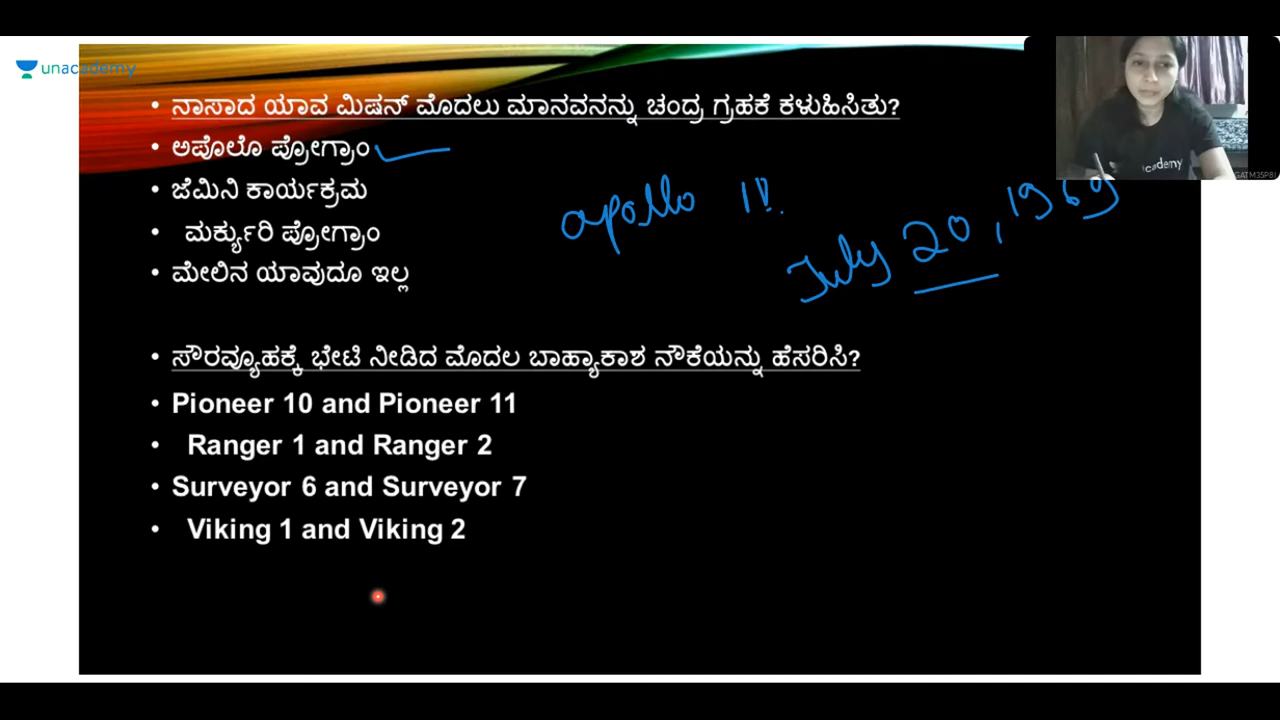 unacademy
• ನಾಸಾದ ಯಾವ ಮಿಷನ್ ಮೊದಲು ಮಾನವನನ್ನು ಚಂದ್ರ ಗ್ರಹಕೆ ಕಳುಹಿಸಿತು?
• ಅಪೊಲೊ ಪ್ರೋಗ್ರಾಂ
• ಜೆಮಿನಿ ಕಾರ್ಯಕ್ರಮ
• ಮರ್ಕ್ಯುರಿ ಪ್ರೋಗ್ರಾಂ
• ಮೇಲಿನ ಯಾವುದೂ ಇಲ್ಲ
apollo 11.
July 20, 1969
• ಸೌರವ್ಯೂಹಕ್ಕೆ ಭೇಟಿ ನೀಡಿದ ಮೊದಲ ಬಾಹ್ಯಾಕಾಶ ನೌಕೆಯನ್ನು ಹೆಸರಿಸಿ?
• Pioneer 10 and Pioneer 11
• Ranger 1 and Ranger 2
• Surveyor 6 and Surveyor 7
• Viking 1 and Viking 2
cademy